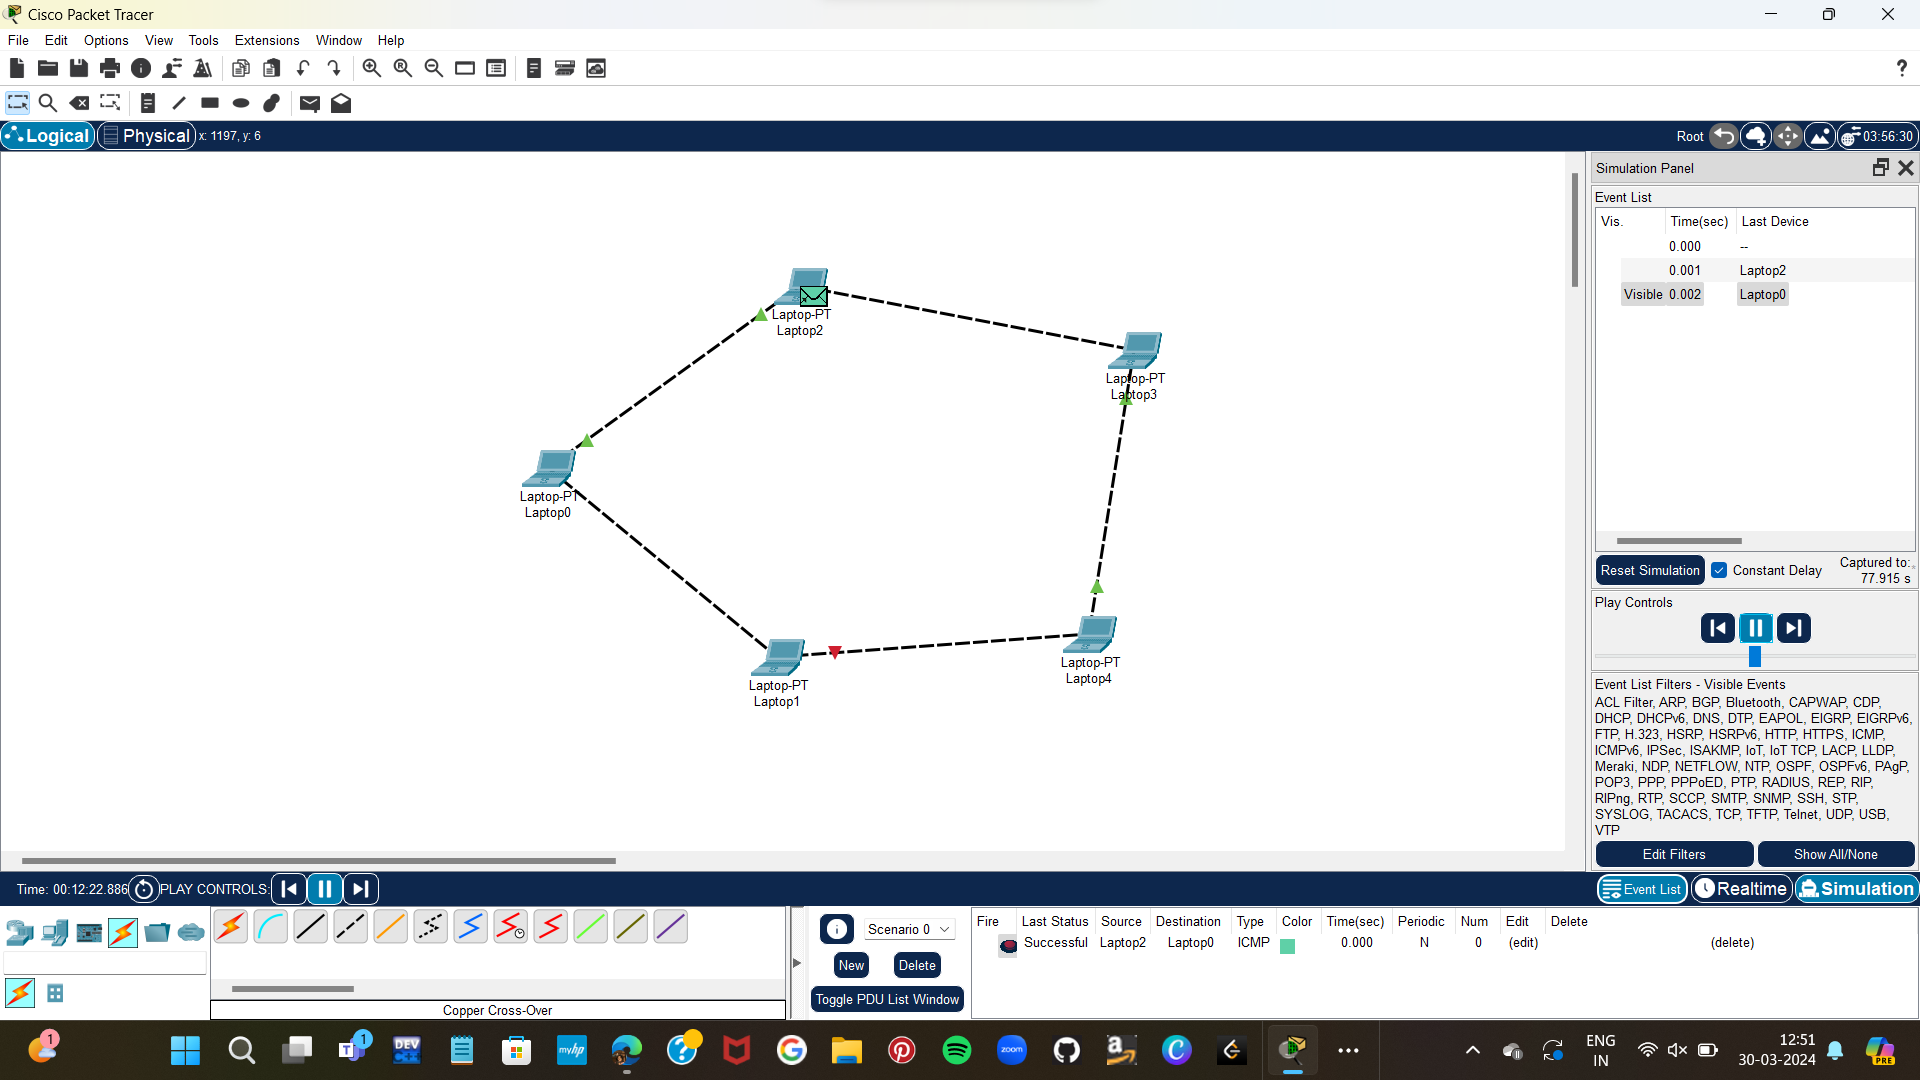 Cisco Packet Tracer
File Edit Options View Tools Extensions Window Help
?
Logical Physical x: 1197, y: 6 Root 03:56:30
Simulation Panel
Event List
Vis. Time(sec) Last Device
0.000 --
0.001 Laptop2
Visible 0.002 Laptop0
Laptop-PT
Laptop2
Laptop-PT
Laptop3
Laptop-PT
Laptop0
Laptop-PT
Laptop4
Laptop-PT
Laptop1
Reset Simulation Constant Delay Captured to:
77.915 s
Play Controls
Event List Filters - Visible Events
ACL Filter, ARP, BGP, Bluetooth, CAPWAP, CDP,
DHCP, DHCPv6, DNS, DTP, EAPOL, EIGRP, EIGRPv6,
FTP, H.323, HSRP, HSRPv6, HTTP, HTTPS, ICMP,
ICMPv6, IPSec, ISAKMP, IoT, IoT TCP, LACP, LLDP,
Meraki, NDP, NETFLOW, NTP, OSPF, OSPFv6, PAgP,
POP3, PPP, PPPoED, PTP, RADIUS, REP, RIP,
RIPng, RTP, SCCP, SMTP, SNMP, SSH, STP,
SYSLOG, TACACS, TCP, TFTP, Telnet, UDP, USB,
VTP
Edit Filters Show All/None
Time: 00:12:22.886 PLAY CONTROLS: Event List Realtime Simulation
Scenario 0
New Delete
Toggle PDU List Window
Fire Last Status Source Destination Type Color Time(sec) Periodic Num Edit Delete
Successful Laptop2 Laptop0 ICMP 0.000 N 0 (edit) (delete)
Copper Cross-Over
1 1 DEV C++ myhp zoom ENG 12:51
IN 30-03-2024 PRE